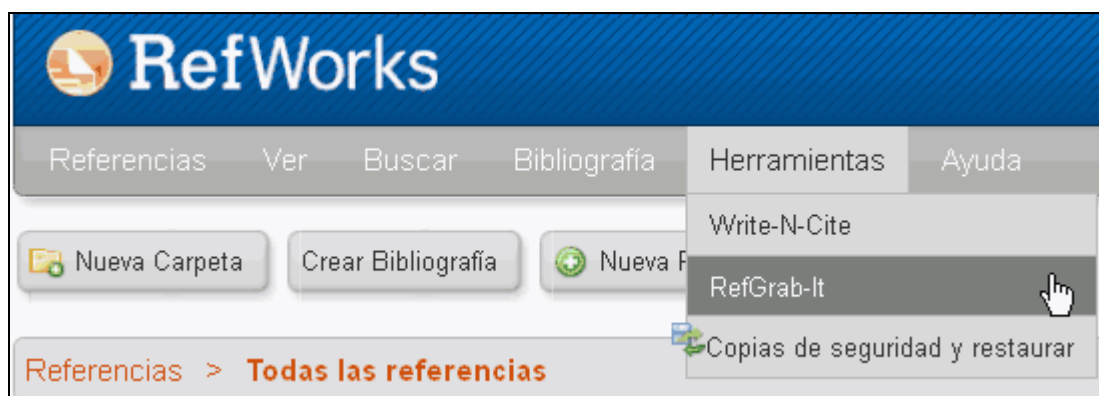 RefWorks
Referencias Ver Buscar Bibliografía Herramientas Ayuda
Write-N-Cite
Nueva Carpeta Crear Bibliografía Nueva
RefGrab-It
Copias de seguridad y restaurar
Referencias > Todas las referencias